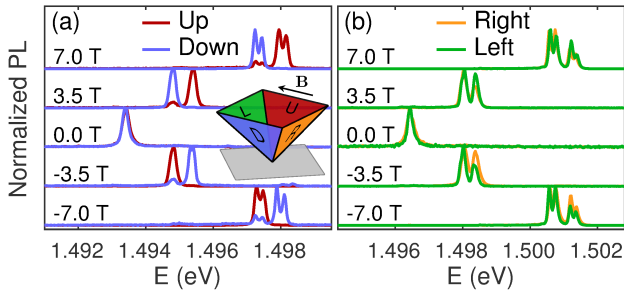 (a)
Up
Down
7.0 T
3.5 T
0.0 T
-3.5 T
-7.0 T
B
L
U
D
R
1.492 1.494 1.496 1.498
E (eV)
Normalized PL
(b)
Right
Left
7.0 T
3.5 T
0.0 T
-3.5 T
-7.0 T
1.496 1.498 1.500 1.502
E (eV)